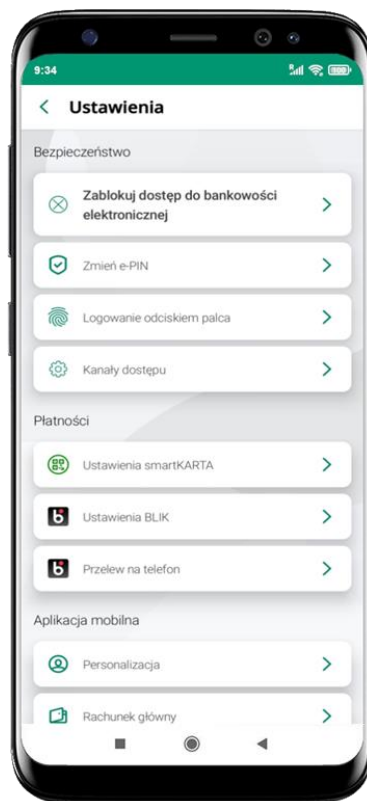 9:34
Ustawienia
Bezpieczeństwo
Zablokuj dostęp do bankowości
elektronicznej
Zmień e-PIN
Logowanie odciskiem palca
Kanały dostępu
Płatności
Ustawienia smartKARTA
Ustawienia BLIK
Przelew na telefon
Aplikacja mobilna
Personalizacja
Rachunek główny